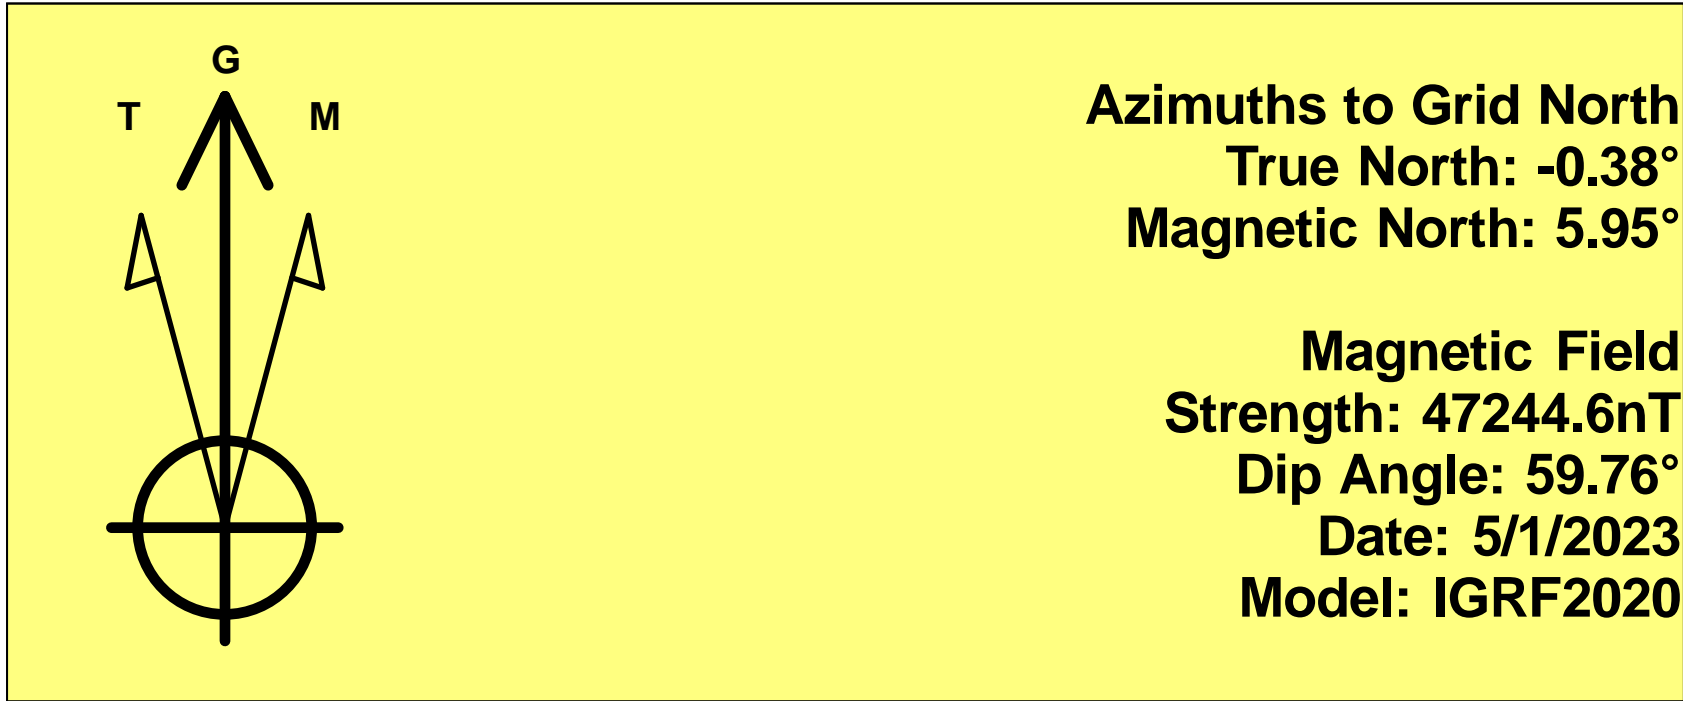 G
T M
Azimuths to Grid North
True North: -0.38°
Magnetic North: 5.95°
Magnetic Field
Strength: 47244.6nT
Dip Angle: 59.76°
Date: 5/1/2023
Model: IGRF2020